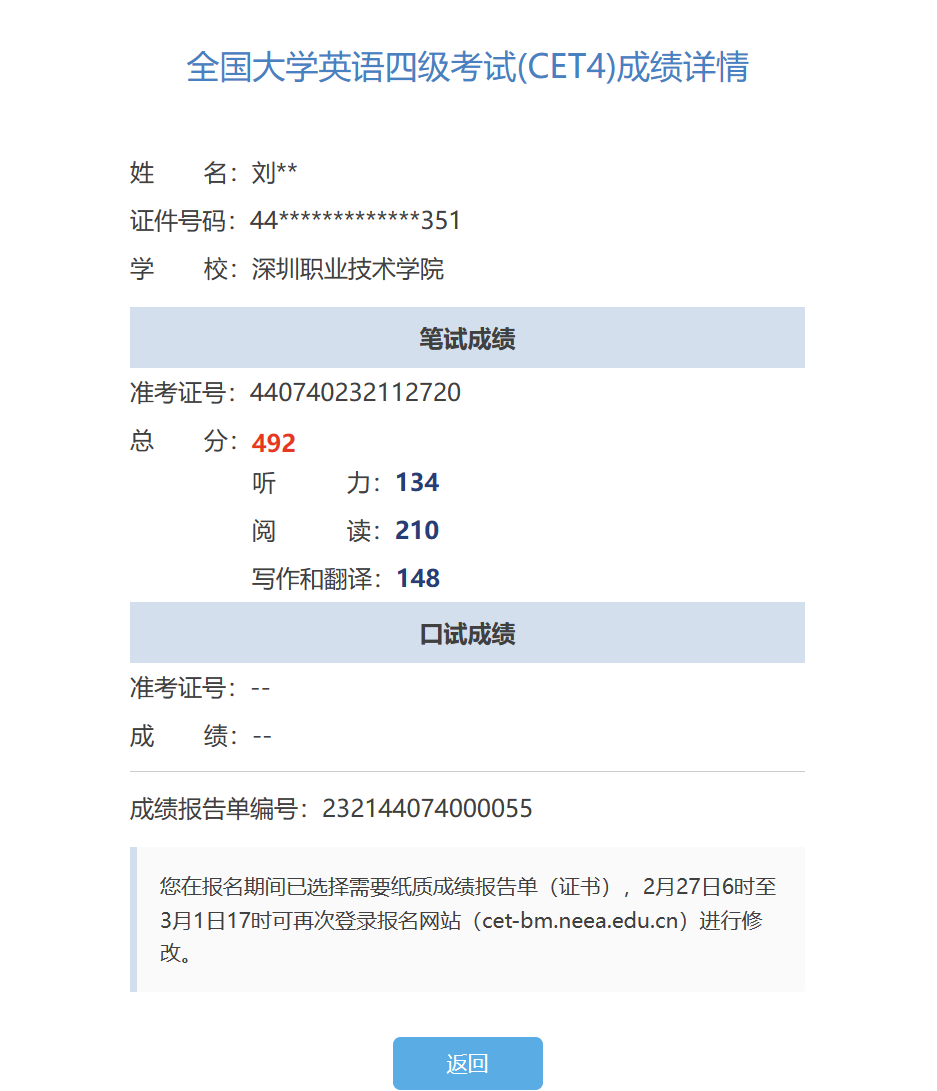 全国大学英语四级考试(CET4)成绩详情
姓 名：刘**
证件号码：44*************351
学 校：深圳职业技术学院
笔试成绩
准考证号：440740232112720
总 分：492
听 力：134
阅 读：210
写作和翻译：148
口试成绩
准考证号：--
成 绩：--
成绩报告单编号：232144074000055
您在报名期间已选择需要纸质成绩报告单（证书），2月27日6时至
3月1日17时可再次登录报名网站（cet-bm.neea.edu.cn）进行修
改。
返回